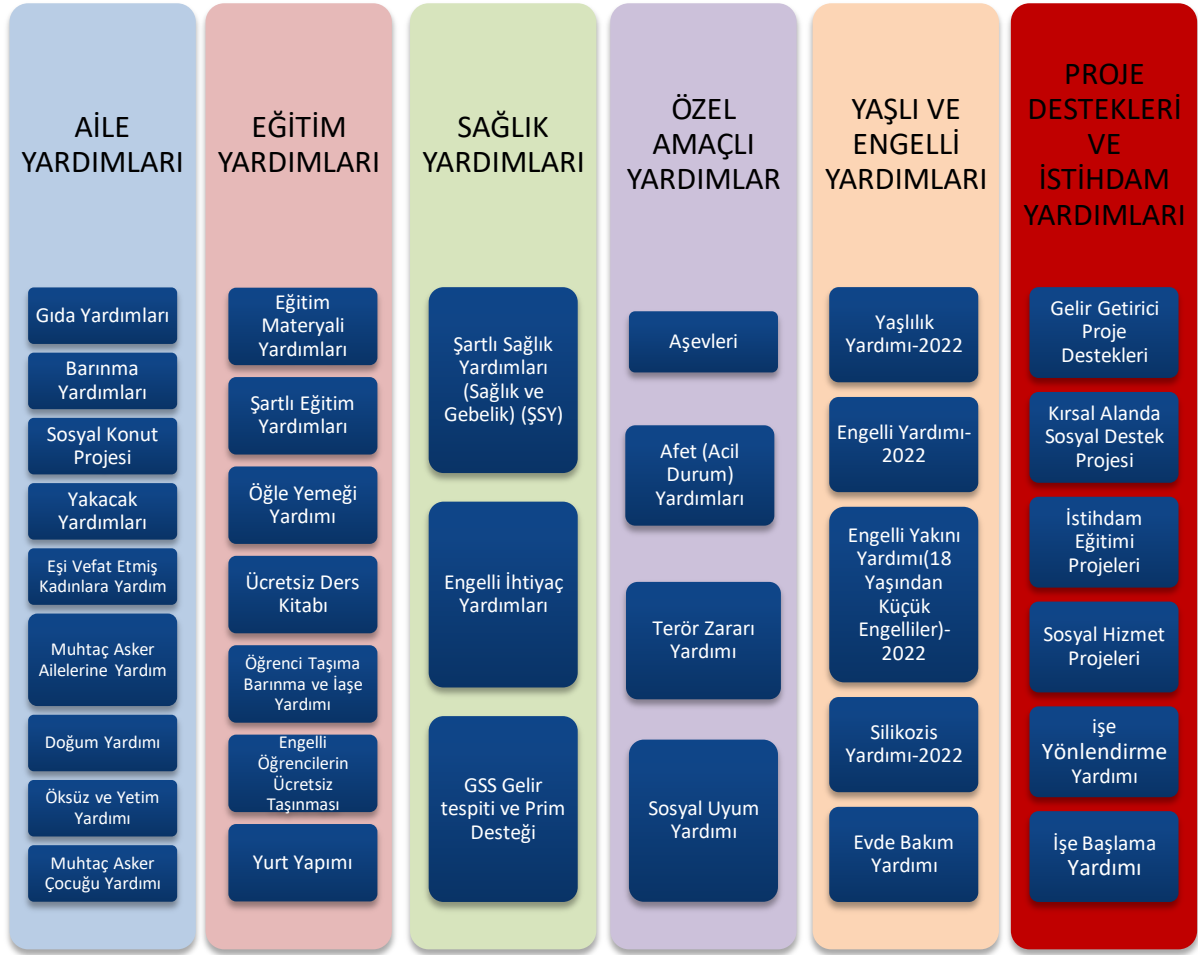 AİLE
YARDIMLARI
Gıda Yardımları
Barınma
Yardımları
Sosyal Konut
Projesi
Yakacak
Yardımları
Eşi Vefat Etmiş
Kadınlara Yardım
Muhtaç Asker
Ailelerine Yardım
Doğum Yardımı
Öksüz ve Yetim
Yardımı
Muhtaç Asker
Çocuğu Yardımı
EĞİTİM
YARDIMLARI
Eğitim
Materyali
Yardımları
Şartlı Eğitim
Yardımları
Öğle Yemeği
Yardımı
Ücretsiz Ders
Kitabı
Öğrenci Taşıma
Barınma ve İaşe
Yardımı
Engelli
Öğrencilerin
Ücretsiz
Taşınması
Yurt Yapımı
SAĞLIK
YARDIMLARI
Şartlı Sağlık
Yardımları
(Sağlık ve
Gebelik) (ŞSY)
Engelli İhtiyaç
Yardımları
GSS Gelir
tespiti ve Prim
Desteği
ÖZEL
AMAÇLI
YARDIMLAR
Aşevleri
Afet (Acil
Durum)
Yardımları
Terör Zararı
Yardımı
Sosyal Uyum
Yardımı
YAŞLI VE
ENGELLİ
YARDIMLARI
Yaşlılık
Yardımı-2022
Engelli Yardımı-
2022
Engelli Yakını
Yardımı(18
Yaşından
Küçük
Engelliler)-
2022
Silikozis
Yardımı-2022
Evde Bakım
Yardımı
PROJE
DESTEKLERİ
VE
İSTİHDAM
YARDIMLARI
Gelir Getirici
Proje
Destekleri
Kırsal Alanda
Sosyal Destek
Projesi
İstihdam
Eğitimi
Projeleri
Sosyal Hizmet
Projeleri
işe
Yönlendirme
Yardımı
İşe Başlama
Yardımı